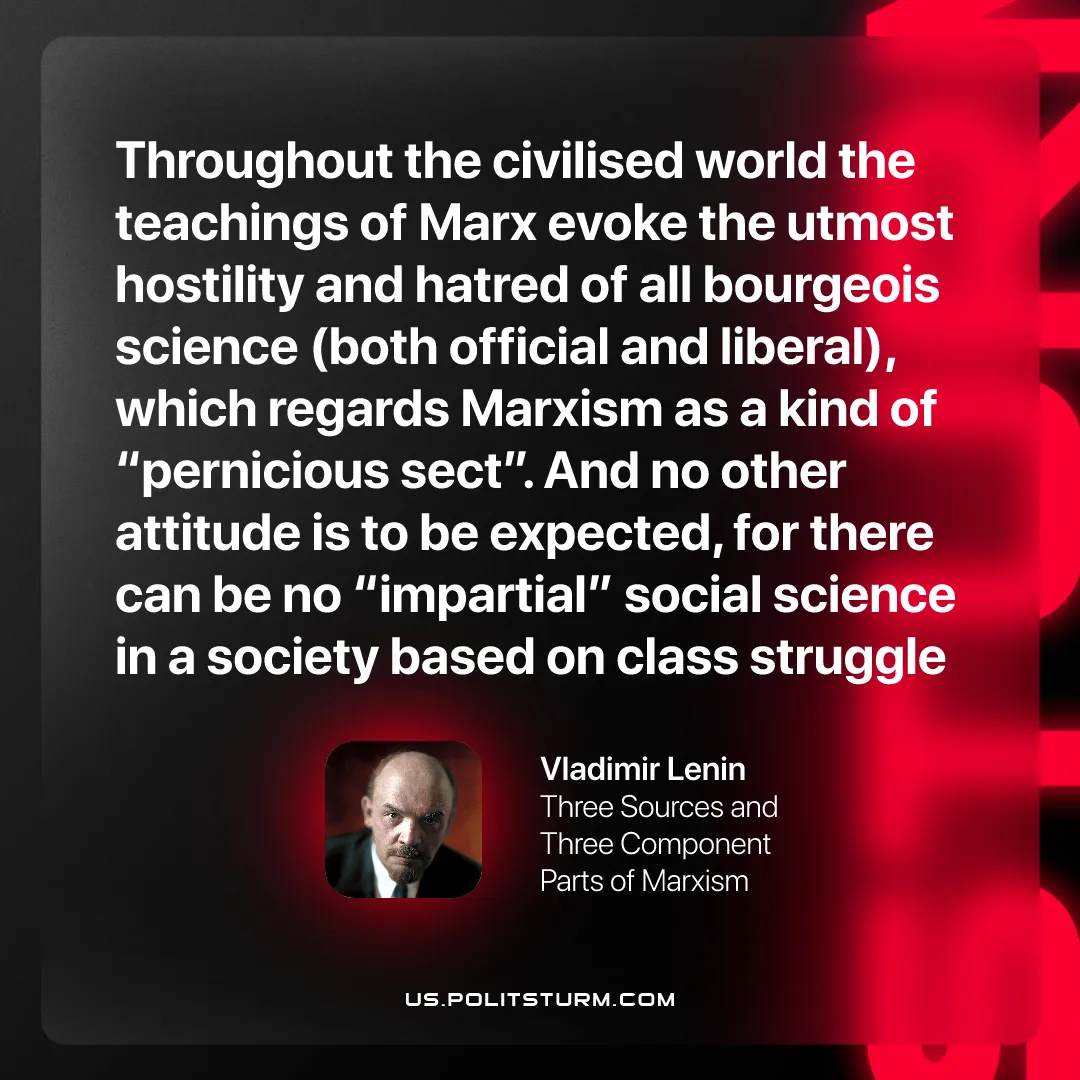 Throughout the civilised world the
teachings of Marx evoke the utmost
hostility and hatred of all bourgeois
science (both official and liberal),
which regards Marxism as a kind of
“pernicious sect”. And no other
attitude is to be expected, for there
can be no “impartial” social science
in a society based on class struggle
Vladimir Lenin
Three Sources and
Three Component
Parts of Marxism
US.POLITSTURM.COM